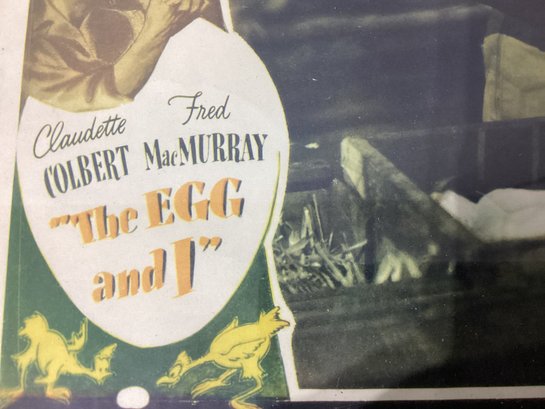 Claudette Fred
COLBERT MacMURRAY
"The EGG
and I"